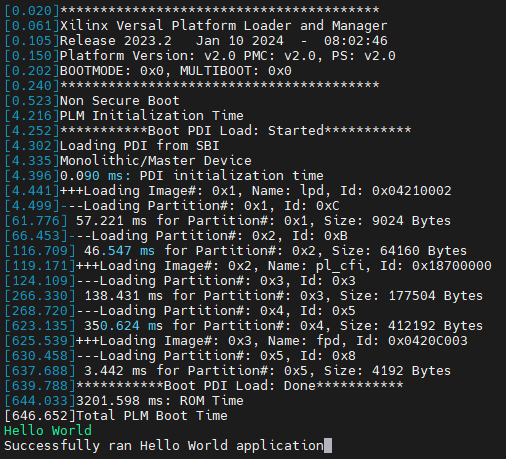 [0.020]****************************************
[0.061]Xilinx Versal Platform Loader and Manager
[0.105]Release 2023.2   Jan 10 2024  -  08:02:46
[0.150]Platform Version: v2.0 PMC: v2.0, PS: v2.0
[0.202]BOOTMODE: 0x0, MULTIBOOT: 0x0
[0.240]****************************************
[0.523]Non Secure Boot
[4.216]PLM Initialization Time
[4.252]***********Boot PDI Load: Started***********
[4.302]Loading PDI from SBI
[4.335]Monolithic/Master Device
[4.396]0.090 ms: PDI initialization time
[4.441]+++Loading Image#: 0x1, Name: lpd, Id: 0x04210002
[4.499]---Loading Partition#: 0x1, Id: 0xC
[61.776] 57.221 ms for Partition#: 0x1, Size: 9024 Bytes
[66.453]---Loading Partition#: 0x2, Id: 0xB
[116.709] 46.547 ms for Partition#: 0x2, Size: 64160 Bytes
[119.171]+++Loading Image#: 0x2, Name: pl_cfi, Id: 0x18700000
[124.109]---Loading Partition#: 0x3, Id: 0x3
[266.330] 138.431 ms for Partition#: 0x3, Size: 177504 Bytes
[268.720]---Loading Partition#: 0x4, Id: 0x5
[623.135] 350.624 ms for Partition#: 0x4, Size: 412192 Bytes
[625.539]+++Loading Image#: 0x3, Name: fpd, Id: 0x0420C003
[630.458]---Loading Partition#: 0x5, Id: 0x8
[637.688] 3.442 ms for Partition#: 0x5, Size: 4192 Bytes
[639.788]***********Boot PDI Load: Done***********
[644.033]3201.598 ms: ROM Time
[646.652]Total PLM Boot Time
Hello World
Successfully ran Hello World application